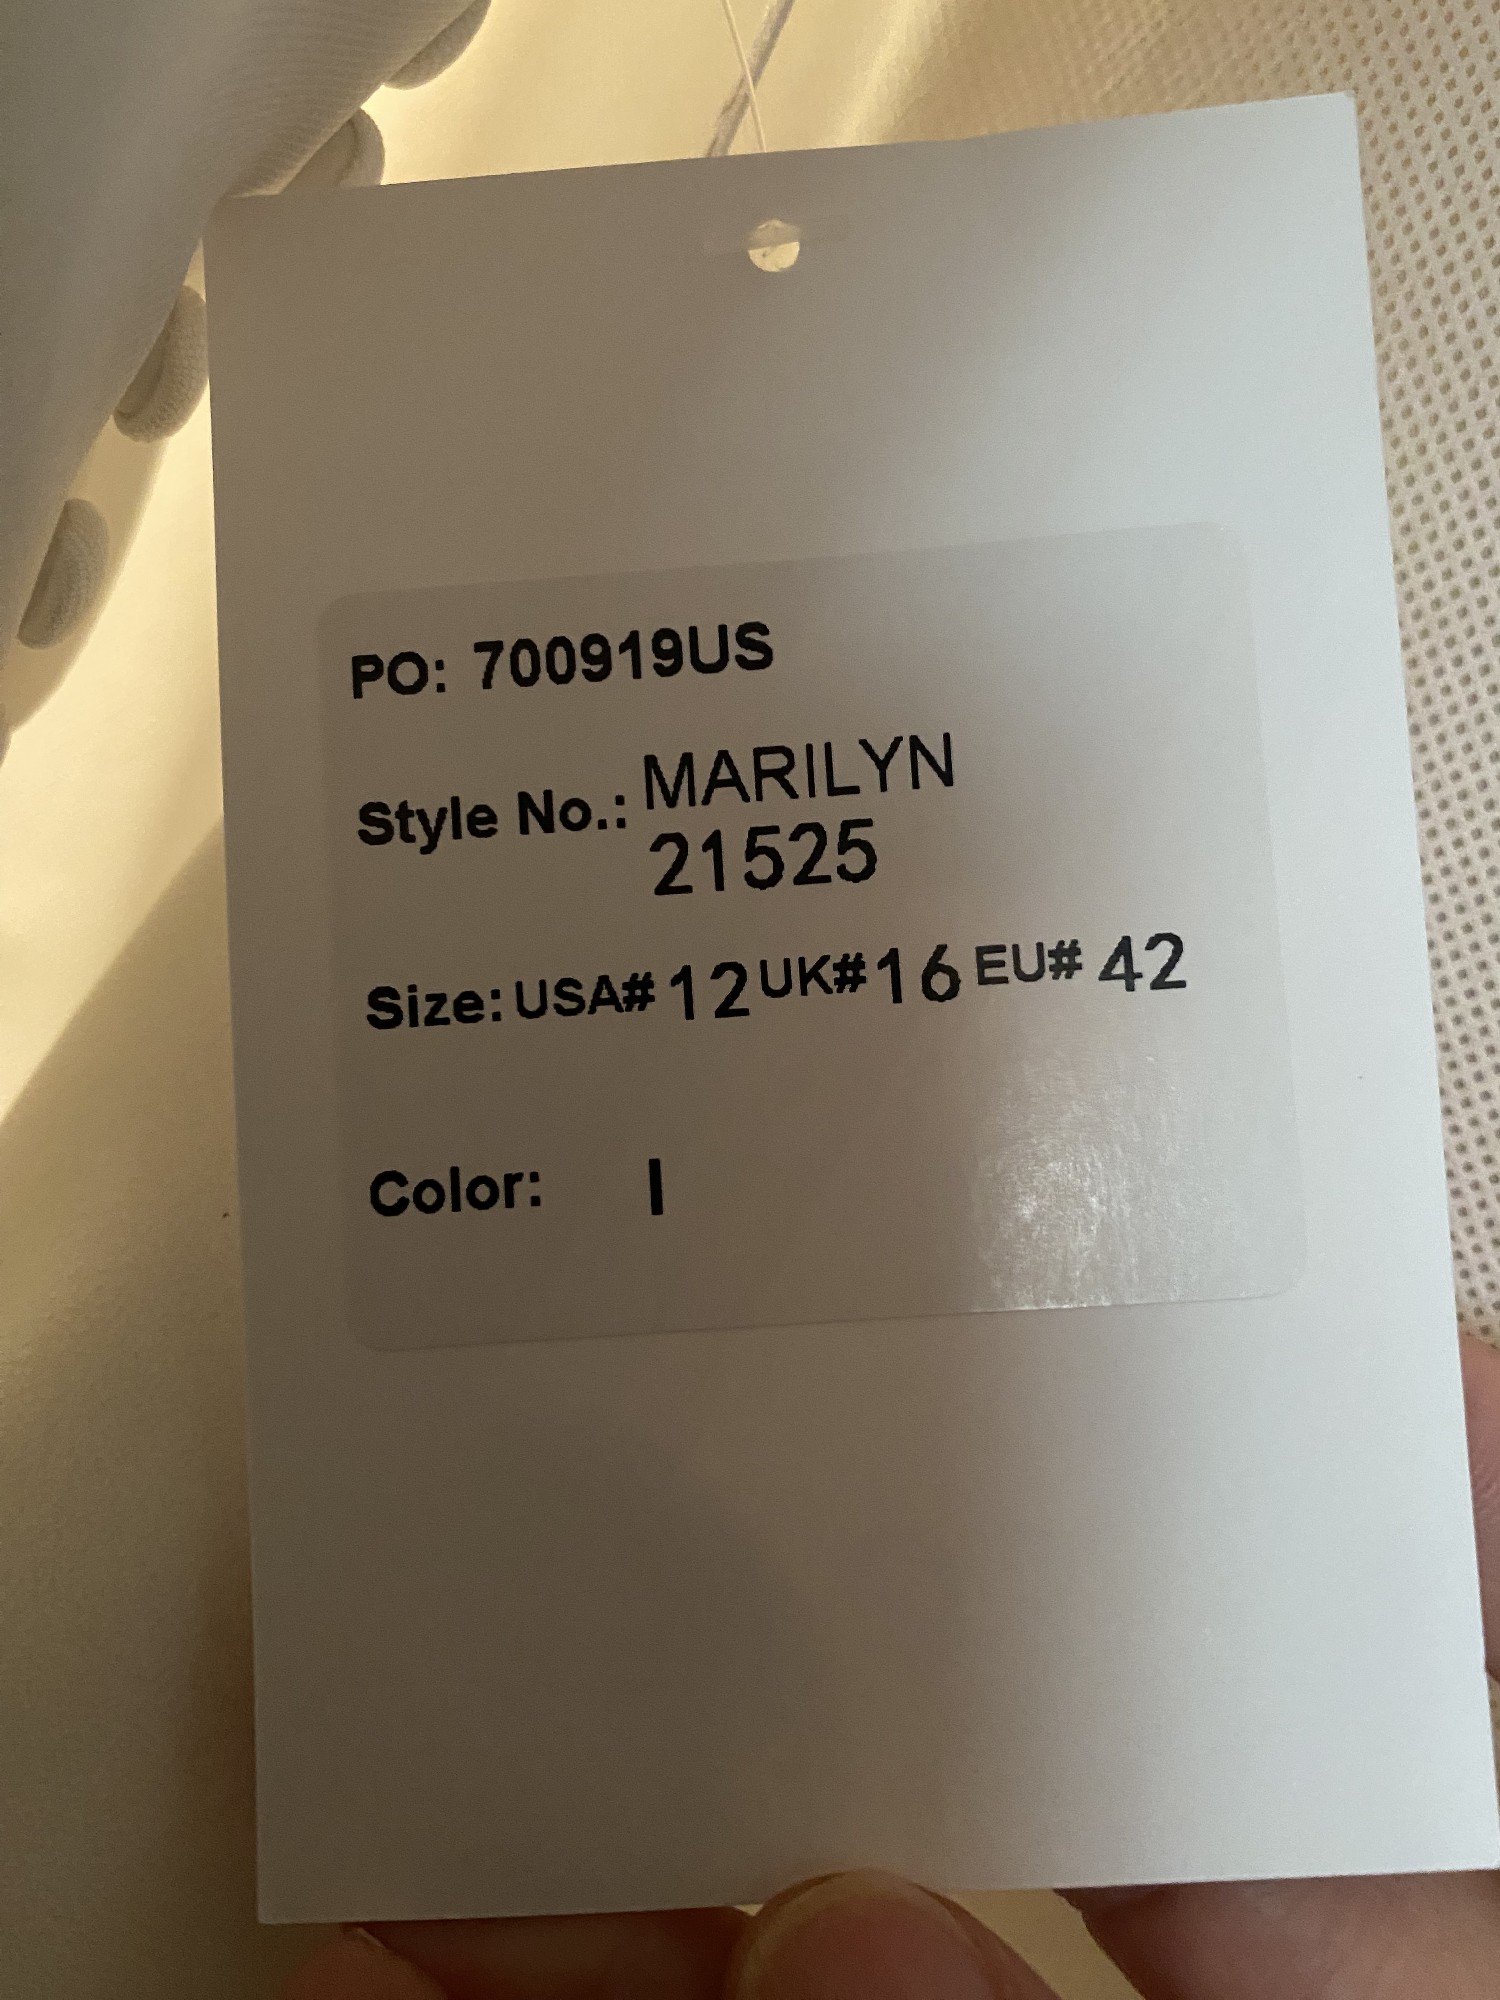 PO: 700919US
Style No.: MARILYN
21525
Size: USA# 12 UK# 16 EU# 42
Color: I